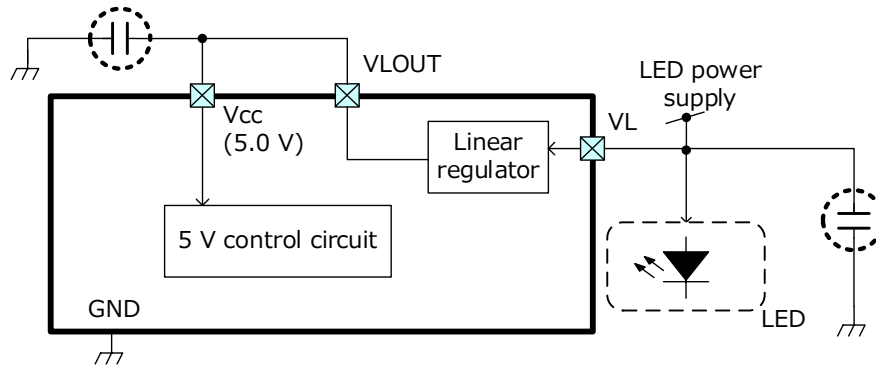 VLOUT
LED power
supply
Vcc
(5.0 V)
VL
Linear
regulator
5 V control circuit
GND
LED